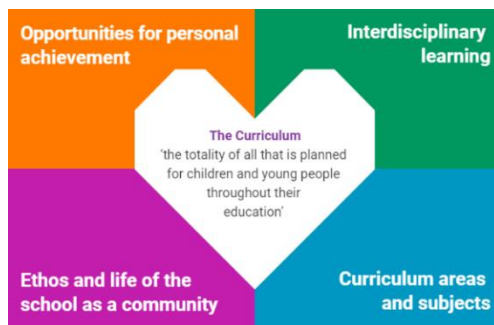 Opportunities for personal
achievement
Interdisciplinary
learning
The Curriculum
‘the totality of all that is planned
for children and young people
throughout their
education’
Ethos and life of the
school as a community
Curriculum areas
and subjects